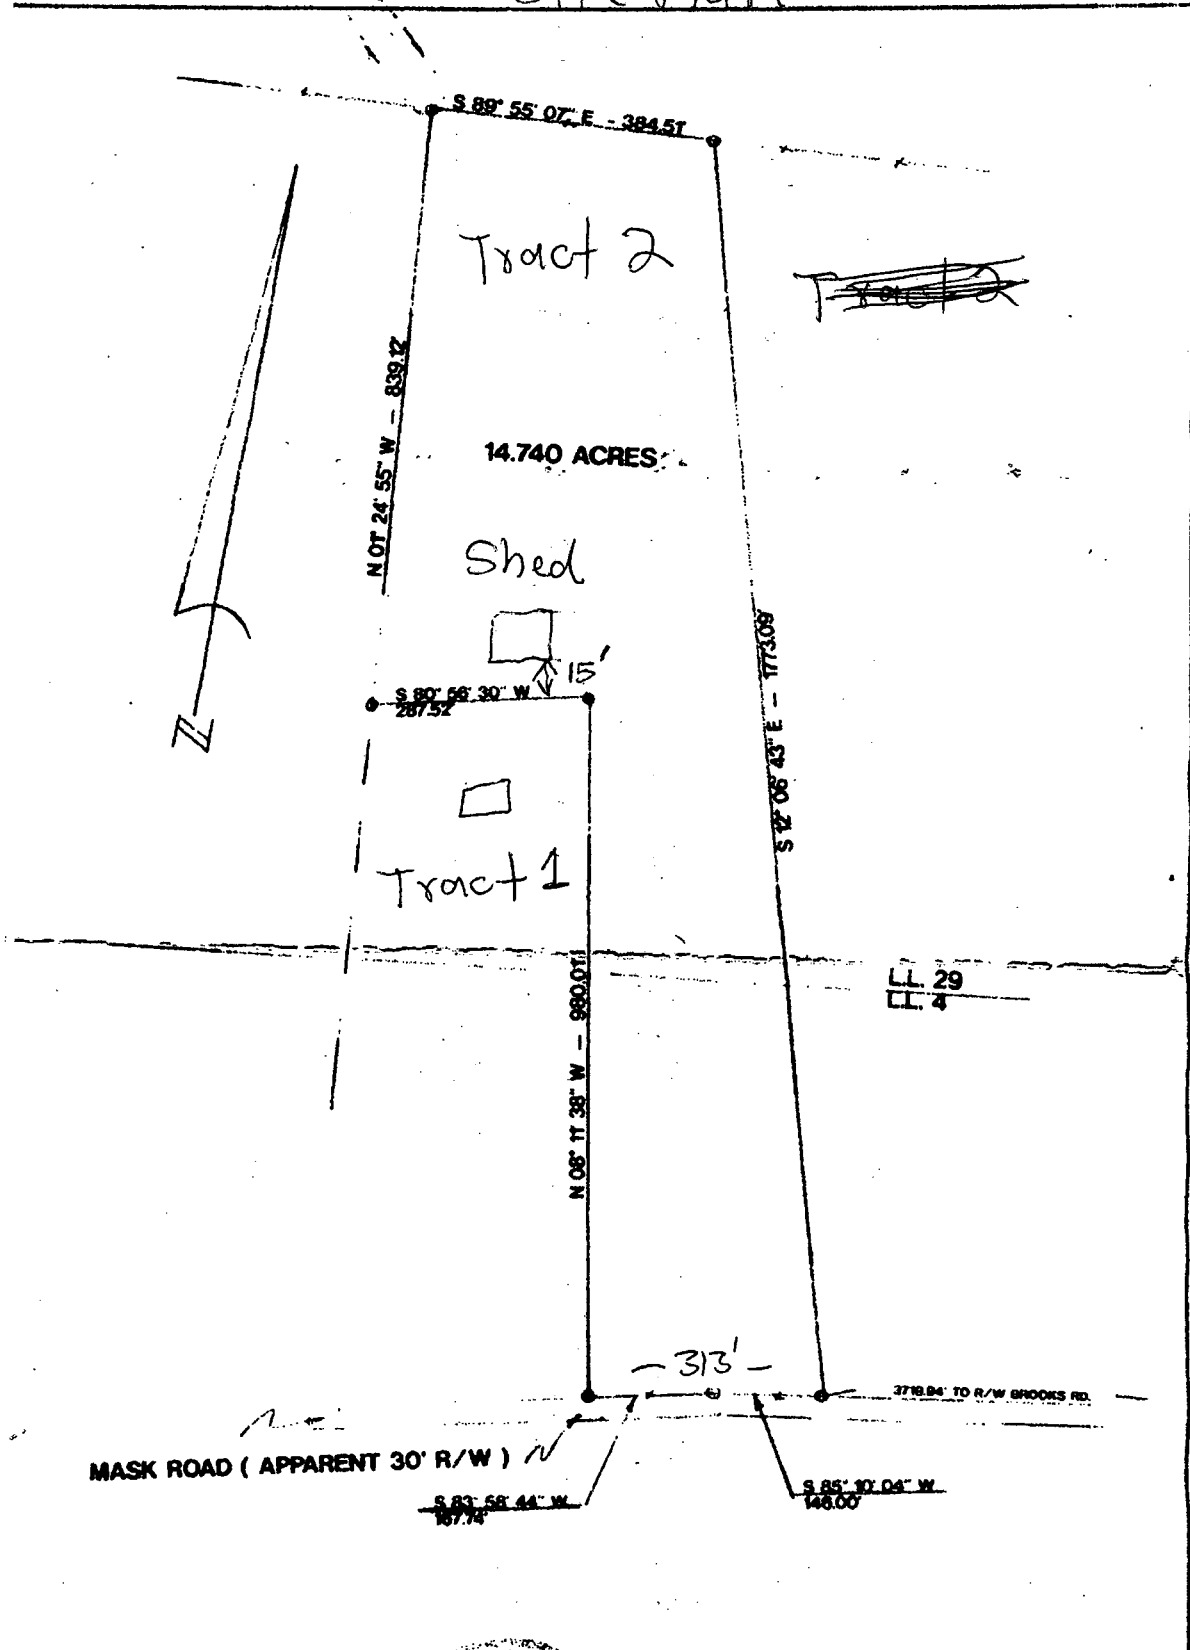 S 89° 55' 07" E - 384.51'
Tract 2
14.740 ACRES
N 01° 24' 55" W - 839.12'
Shed
15'
S 80° 56' 30" W
287.52'
S 12° 06' 43" E - 1773.09'
Tract 1
L.L. 29
L.L. 4
N 08° 11' 38" W - 980.01'
- 313' -
3718.94' TO R/W BROOKS RD.
MASK ROAD ( APPARENT 30' R/W )
S 83° 58' 44" W
167.74'
S 85° 10' 04" W
146.00'